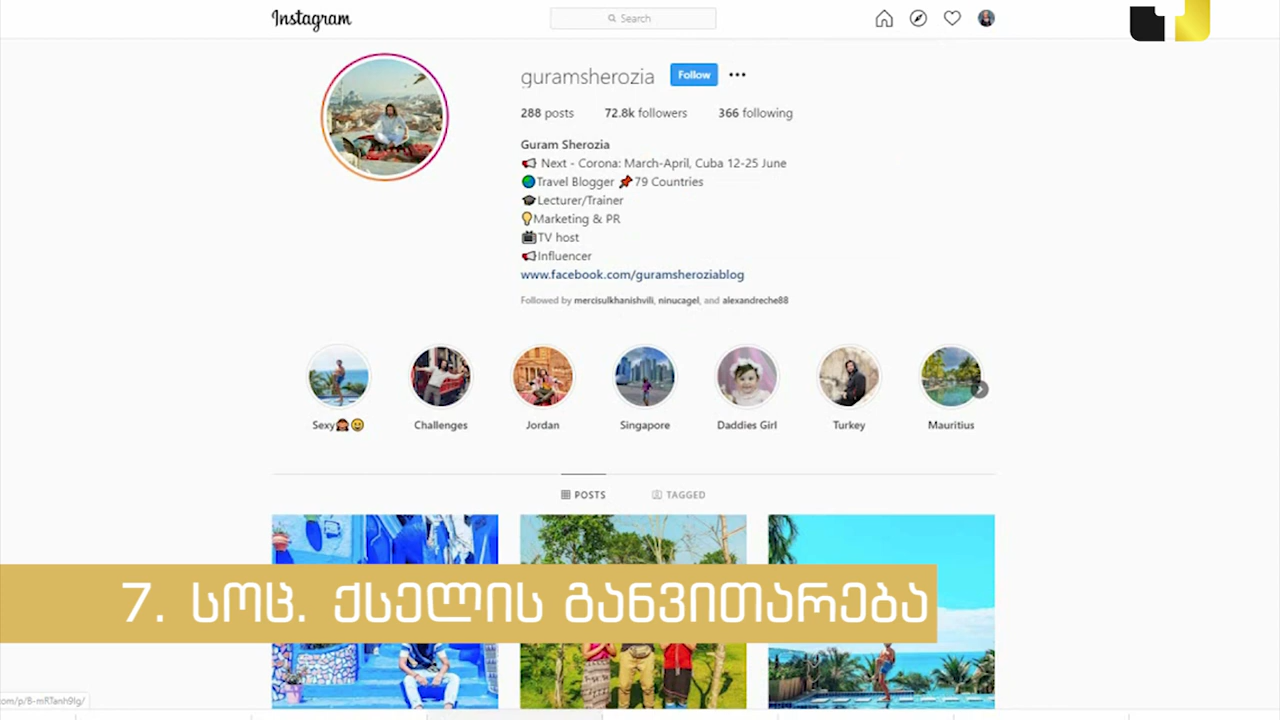 Instagram
Search
guramsherozia Follow
288 posts 72.8k followers 366 following
Guram Sherozia
Next - Corona: March-April, Cuba 12-25 June
Travel Blogger 79 Countries
Lecturer/Trainer
Marketing & PR
TV host
Influencer
www.facebook.com/guramsheroziablog
Followed by mercisulkhanishvili, ninucagel, and alexandreche88
Sexy Challenges Jordan Singapore Daddies Girl Turkey Mauritius
POSTS TAGGED
7. სოც. ქსელის განვითარება
om/p/B-mRTanh9lg/